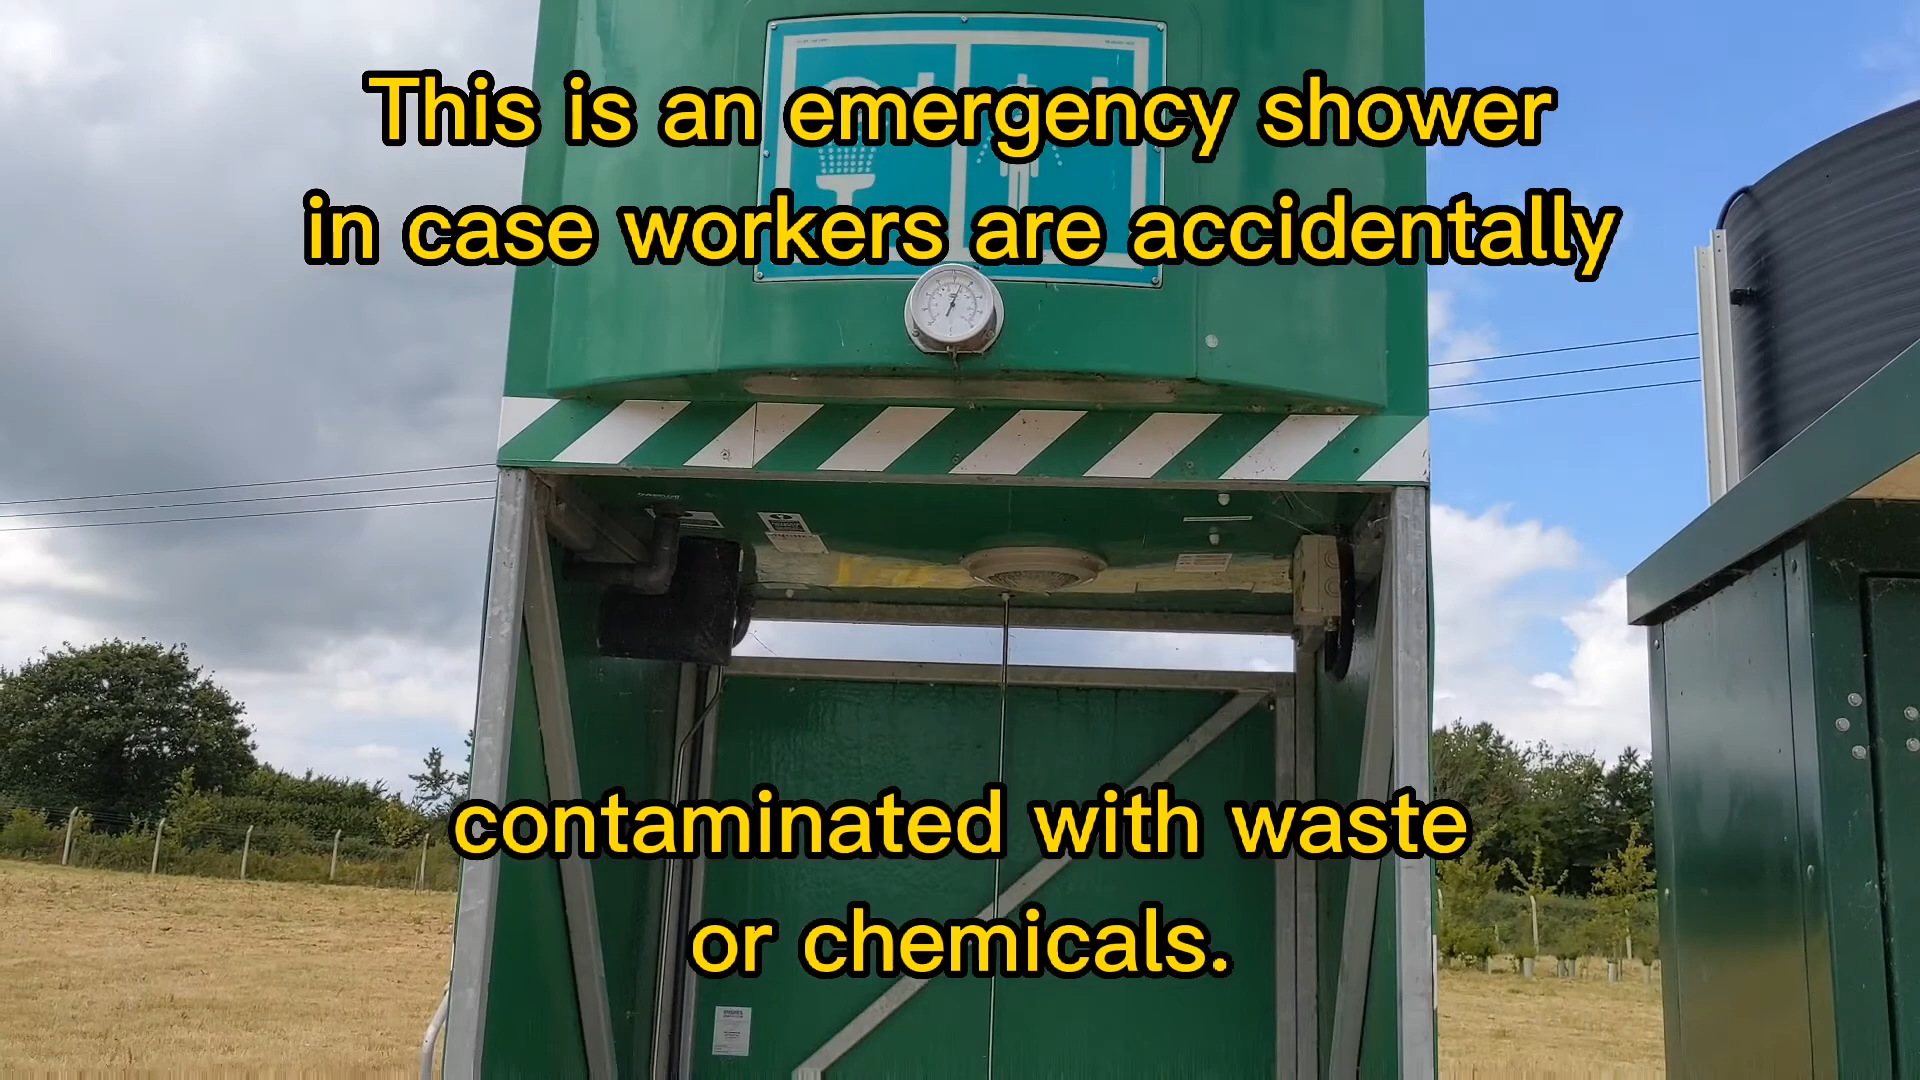 This is an emergency shower
in case workers are accidentally
contaminated with waste
or chemicals.